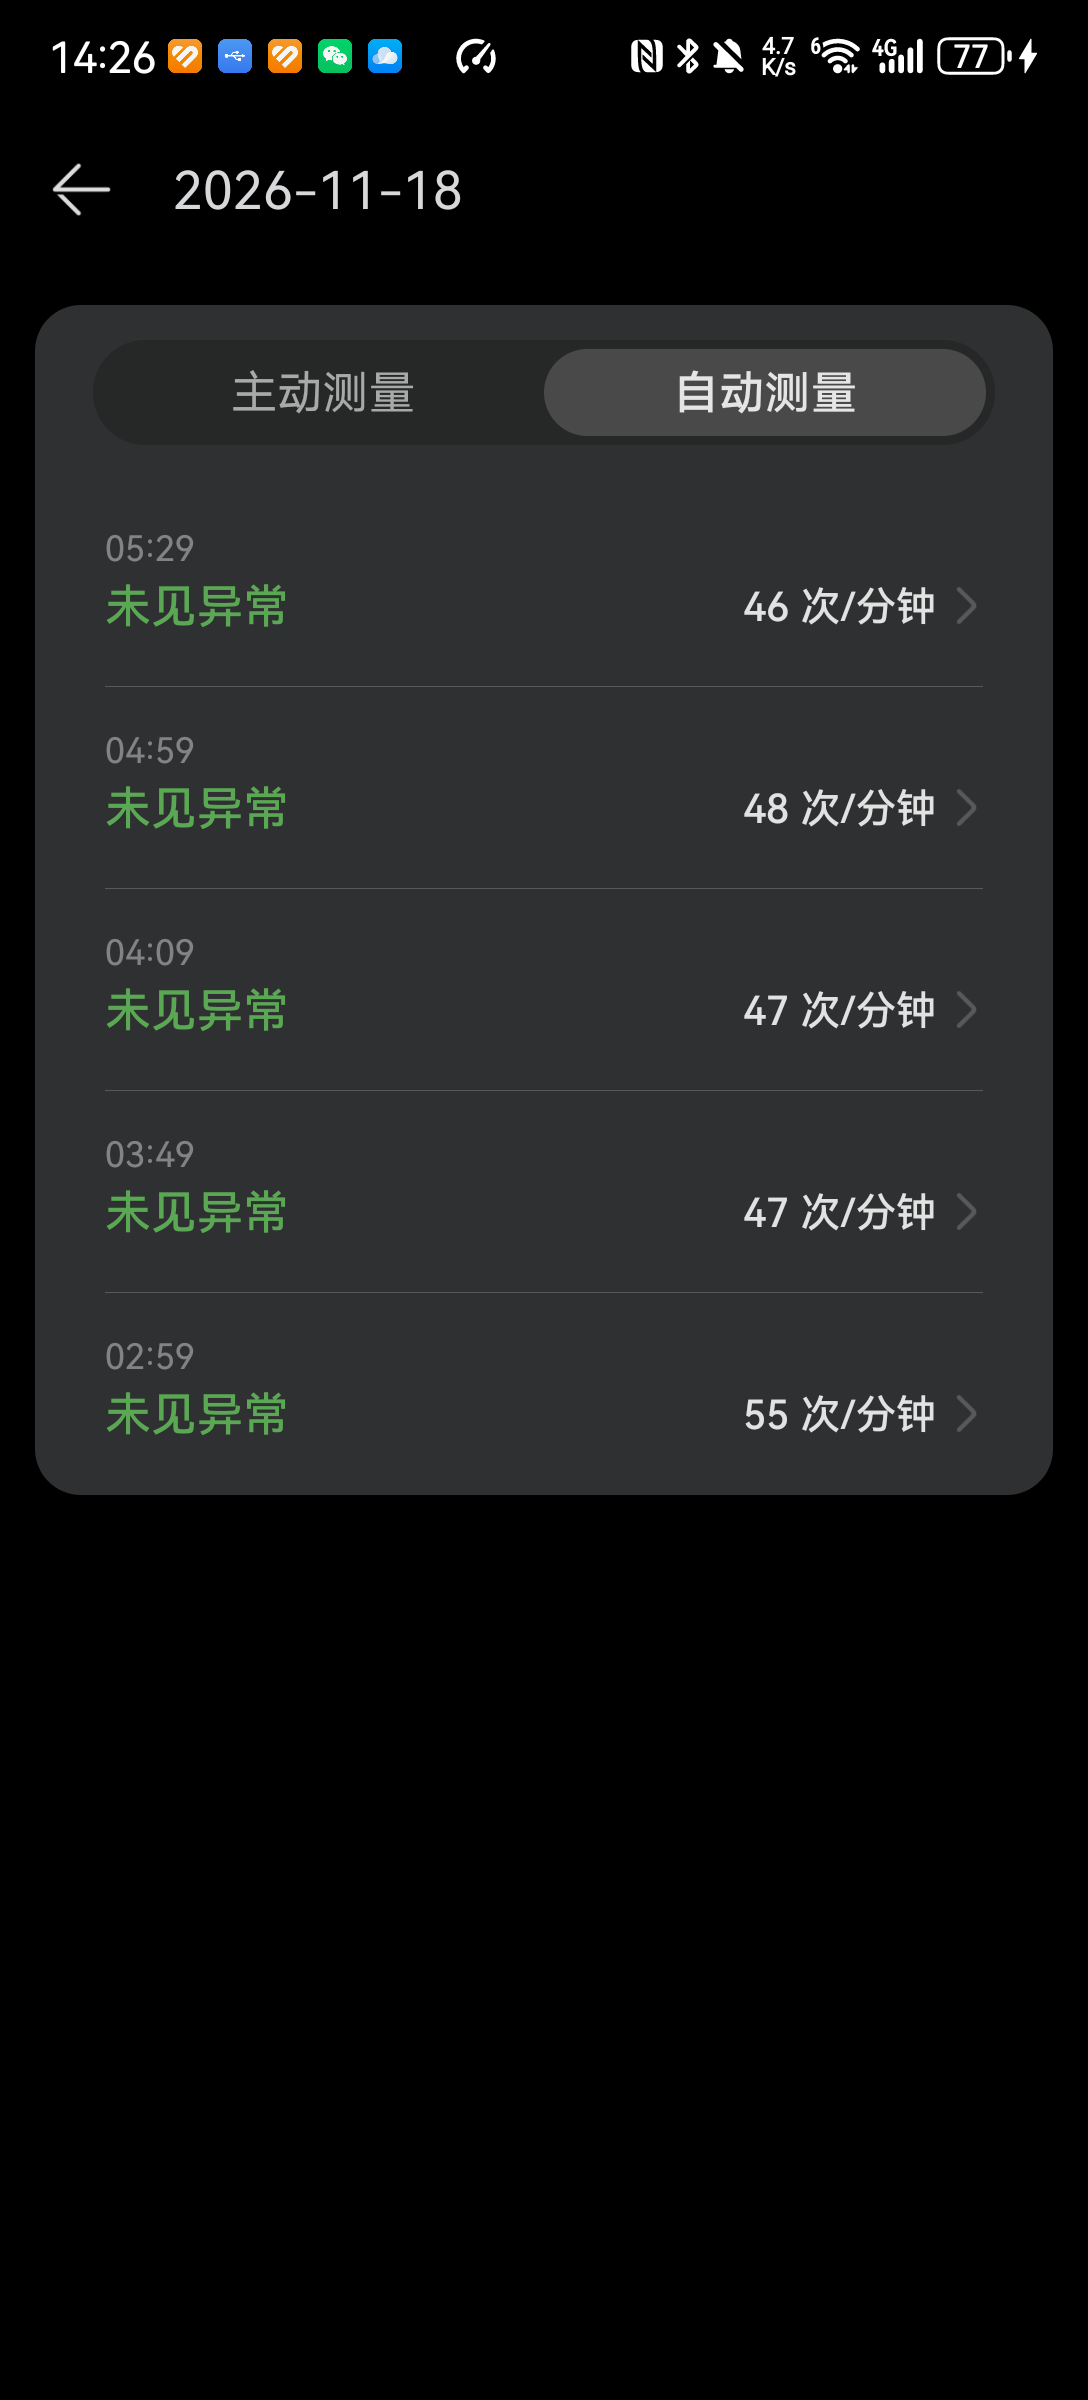 14:26 4.7 K/s 6 4G 77
2026-11-18
主动测量 自动测量
05:29
未见异常 46 次/分钟
04:59
未见异常 48 次/分钟
04:09
未见异常 47 次/分钟
03:49
未见异常 47 次/分钟
02:59
未见异常 55 次/分钟